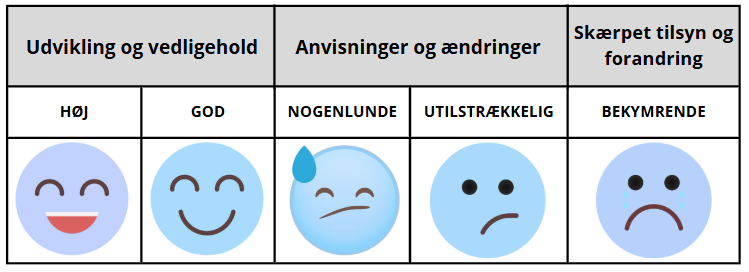 Udvikling og vedligehold
Anvisninger og ændringer
Skærpet tilsyn og
forandring
HØJ
GOD
NOGENLUNDE
UTILSTRÆKKELIG
BEKYMRENDE